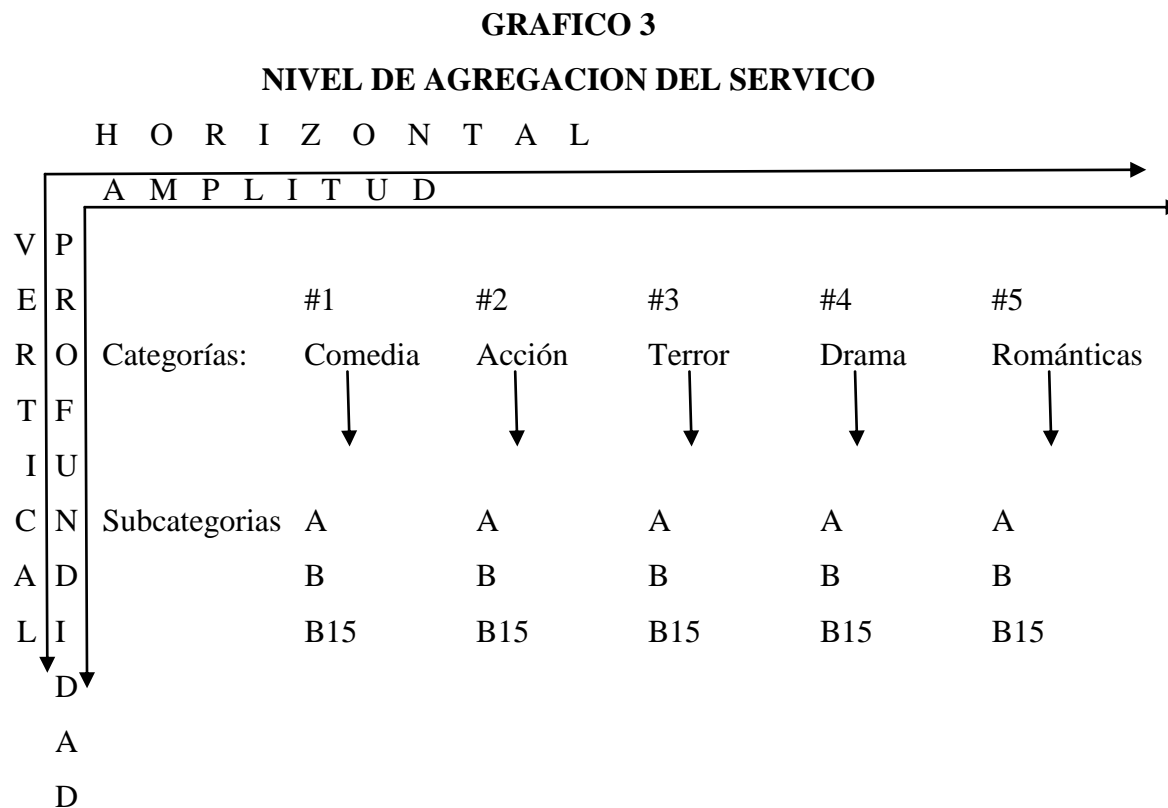 GRAFICO 3
NIVEL DE AGREGACION DEL SERVICO
H O R I Z O N T A L
A M P L I T U D
V E R T I C A L
P R O F U N D I D A D
#1 #2 #3 #4 #5
Categorías: Comedia Acción Terror Drama Románticas
Subcategorias A A A A A
B B B B B
B15 B15 B15 B15 B15